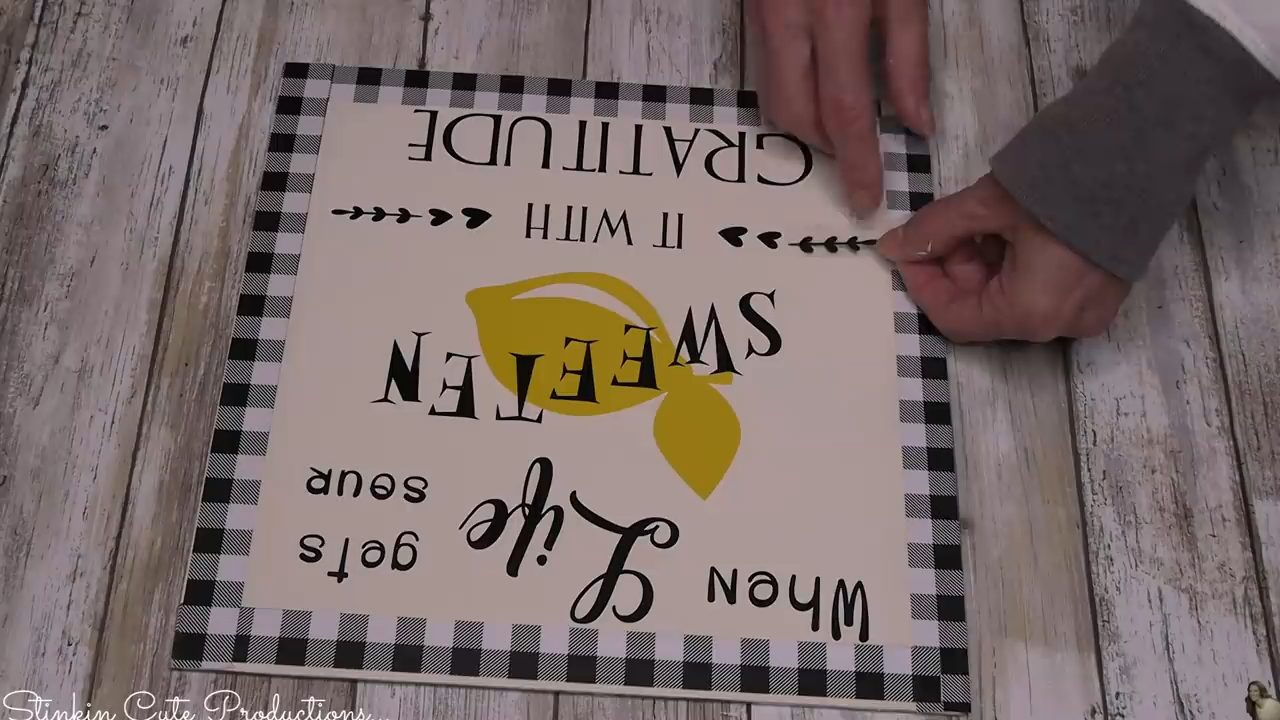 When Life gets
sour
SWEETEN
IT WITH
GRATITUDE
Stinkin Cute Productions...